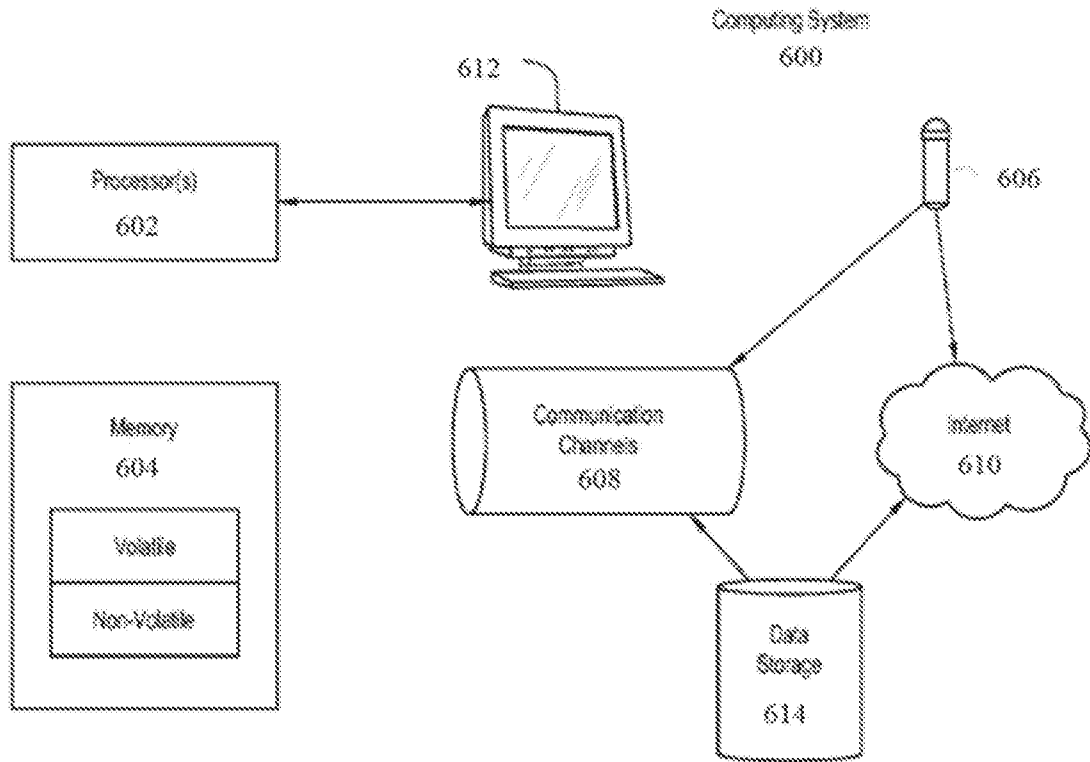 Computing System
600
612
Processor(s)
602
606
Memory
604
Volatile
Non-Volatile
Communication
Channels
608
Internet
610
Data
Storage
614